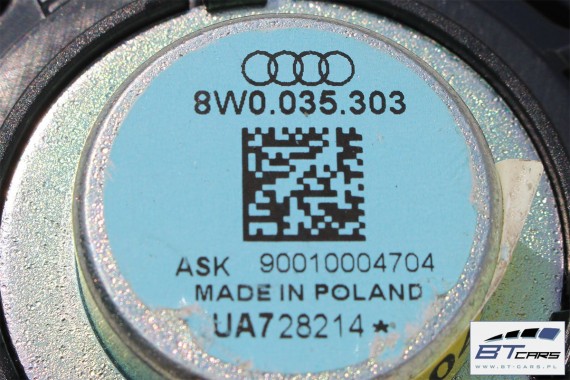 8W0.035.303
ASK 90010004704
MADE IN POLAND
UA728214*
BT CARS
WWW.BT-CARS.PL